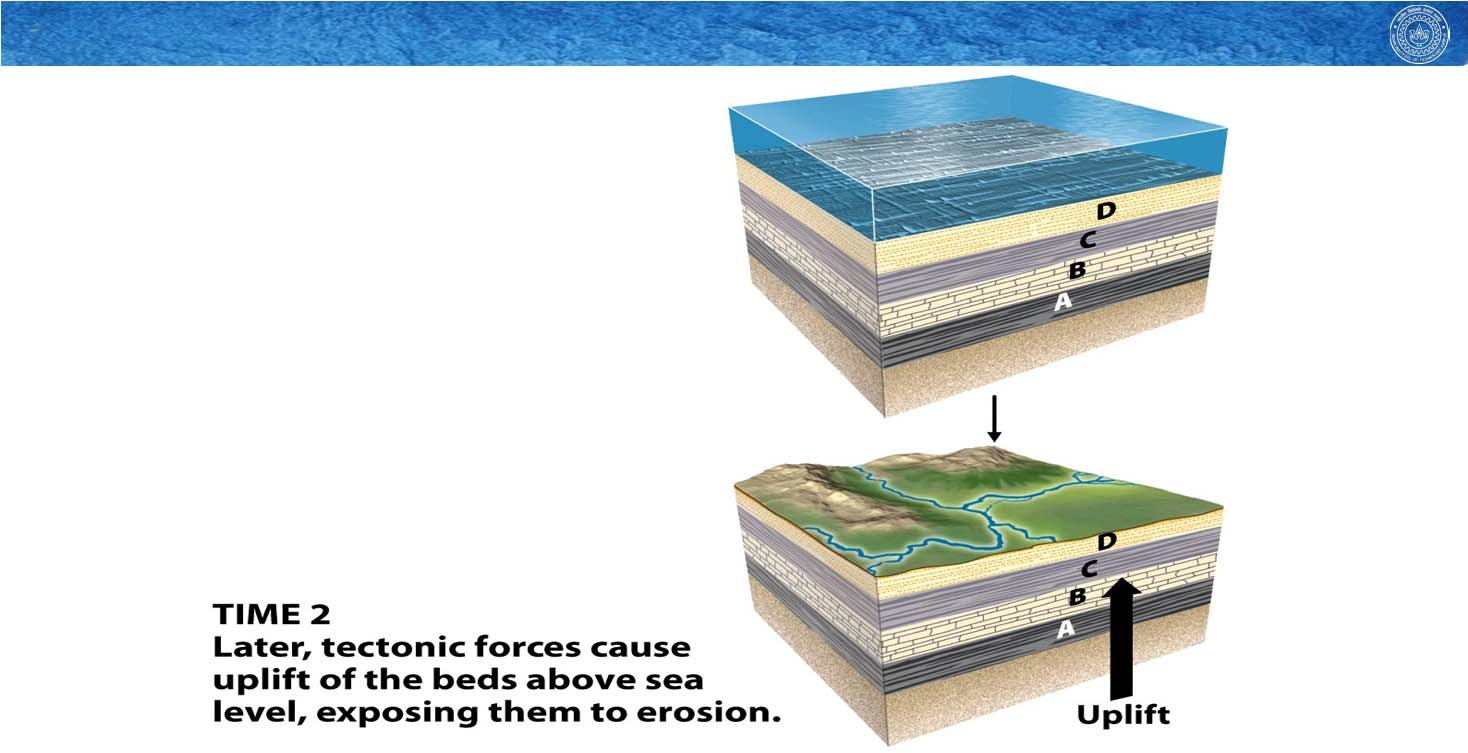 D
C
B
A
D
C
B
A
TIME 2
Later, tectonic forces cause
uplift of the beds above sea
level, exposing them to erosion.
Uplift